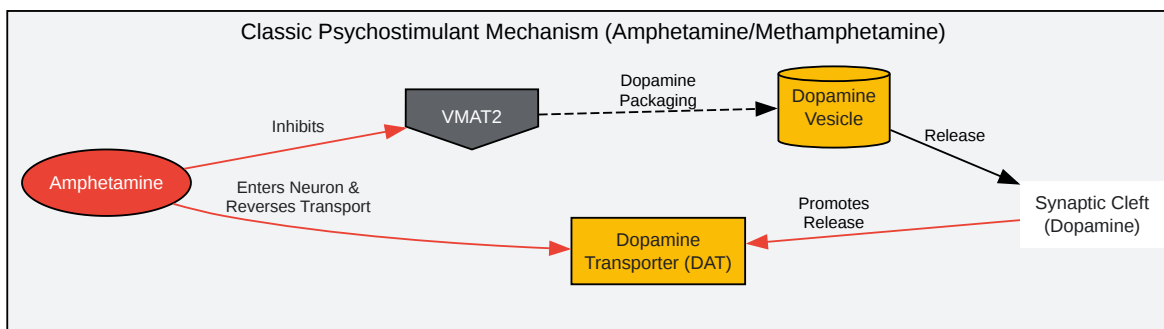 Classic Psychostimulant Mechanism (Amphetamine/Methamphetamine)
Dopamine
Packaging
Dopamine
Vesicle
VMAT2
Inhibits
Release
Amphetamine
Enters Neuron &
Reverses Transport
Promotes
Release
Synaptic Cleft
(Dopamine)
Dopamine
Transporter (DAT)